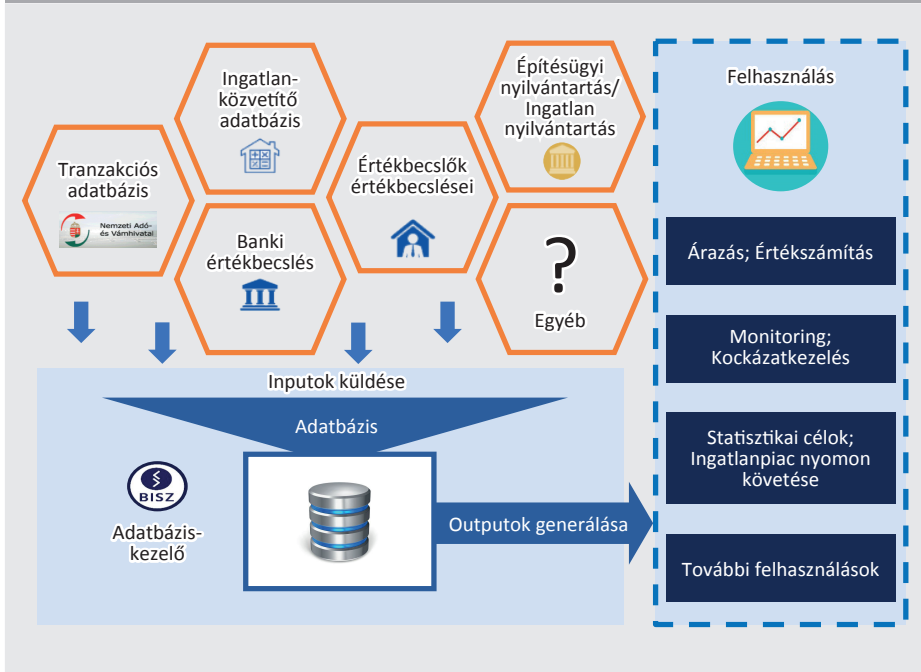 Ingatlan-
közvetítő
adatbázis
Építésügyi
nyilvántartás/
Ingatlan
nyilvántartás
Tranzakciós
adatbázis
Nemzeti Adó-
és Vámhivatal
Értékbecslők
értékbecslései
Banki
értékbecslés
?
Egyéb
Inputok küldése
Adatbázis
BISZ
Adatbázis-
kezelő
Outputok generálása
Felhasználás
Árazás; Értékszámítás
Monitoring;
Kockázatkezelés
Statisztikai célok;
Ingatlanpiac nyomon
követése
További felhasználások